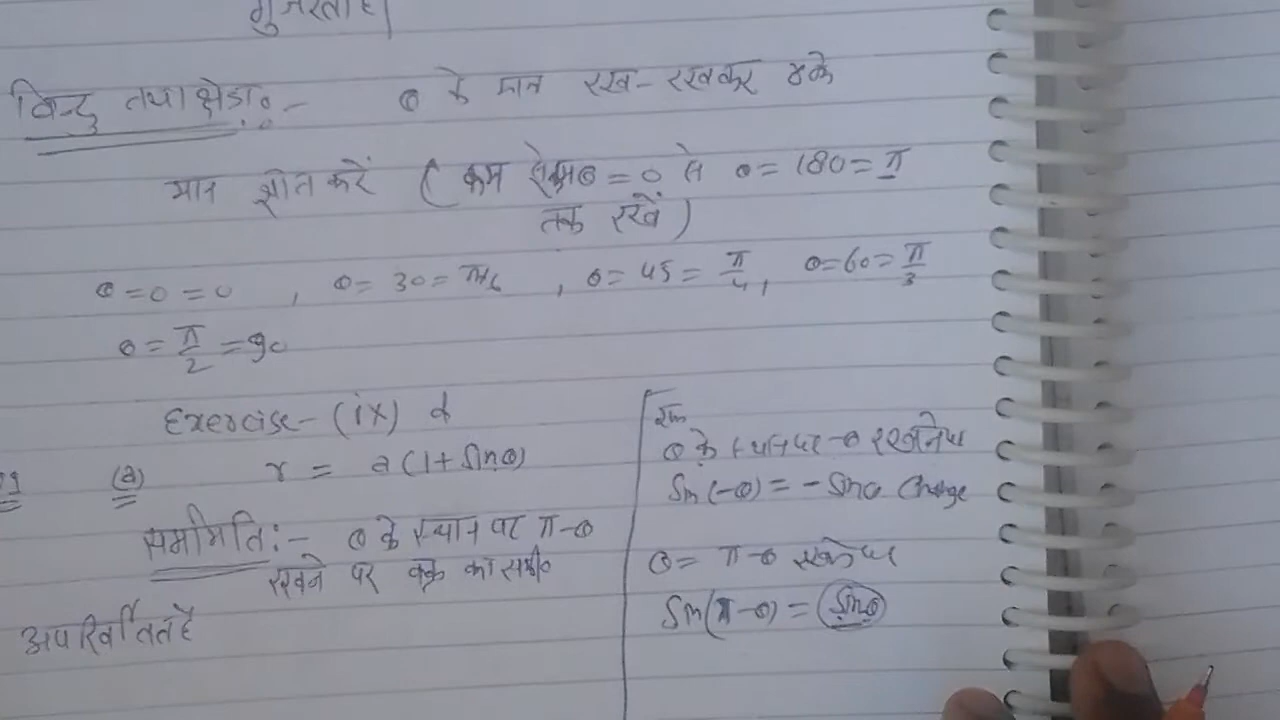 गुजरता है|
बिन्दु तथा क्षेत्र :- θ के मान रख-रखकर r के
मान ज्ञात करें ( कम से कम θ = 0 से θ = 180 = π
तक रखें )
θ = 0 = 0 , θ = 30 = π/6 , θ = 45 = π/4 , θ = 60 = π/3
θ = π/2 = 90
Exercise - (ix) d
(a) r = a(1 + Sinθ)
सममिति :- θ के स्थान पर π-θ
रखने पर वक्र का समी०
अपरिवर्तित है
θ के स्थान पर -θ रखने पर
Sin(-θ) = -Sinθ Change
θ = π-θ रखने पर
Sin(π-θ) = Sinθ